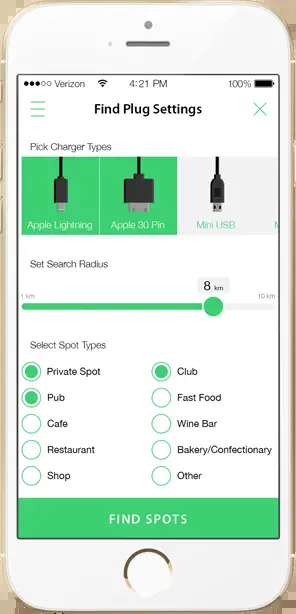 Verizon 4:21 PM 100%
Find Plug Settings
Pick Charger Types
Apple Lightning Apple 30 Pin Mini USB
Set Search Radius
8 km
1 km 10 km
Select Spot Types
Private Spot Club
Pub Fast Food
Cafe Wine Bar
Restaurant Bakery/Confectionary
Shop Other
FIND SPOTS